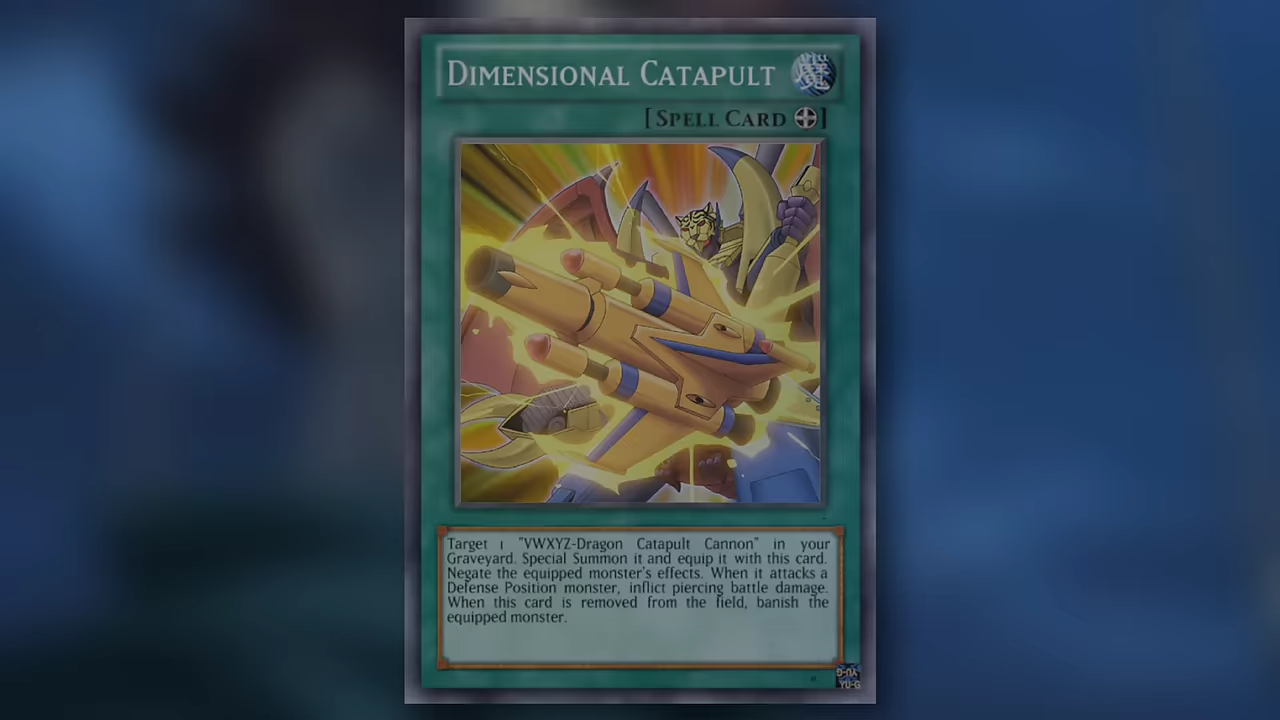 DIMENSIONAL CATAPULT
魔
[SPELL CARD]
Target 1 "VWXYZ-Dragon Catapult Cannon" in your
Graveyard. Special Summon it and equip it with this card.
Negate the equipped monster's effects. When it attacks a
Defense Position monster, inflict piercing battle damage.
When this card is removed from the field, banish the
equipped monster.